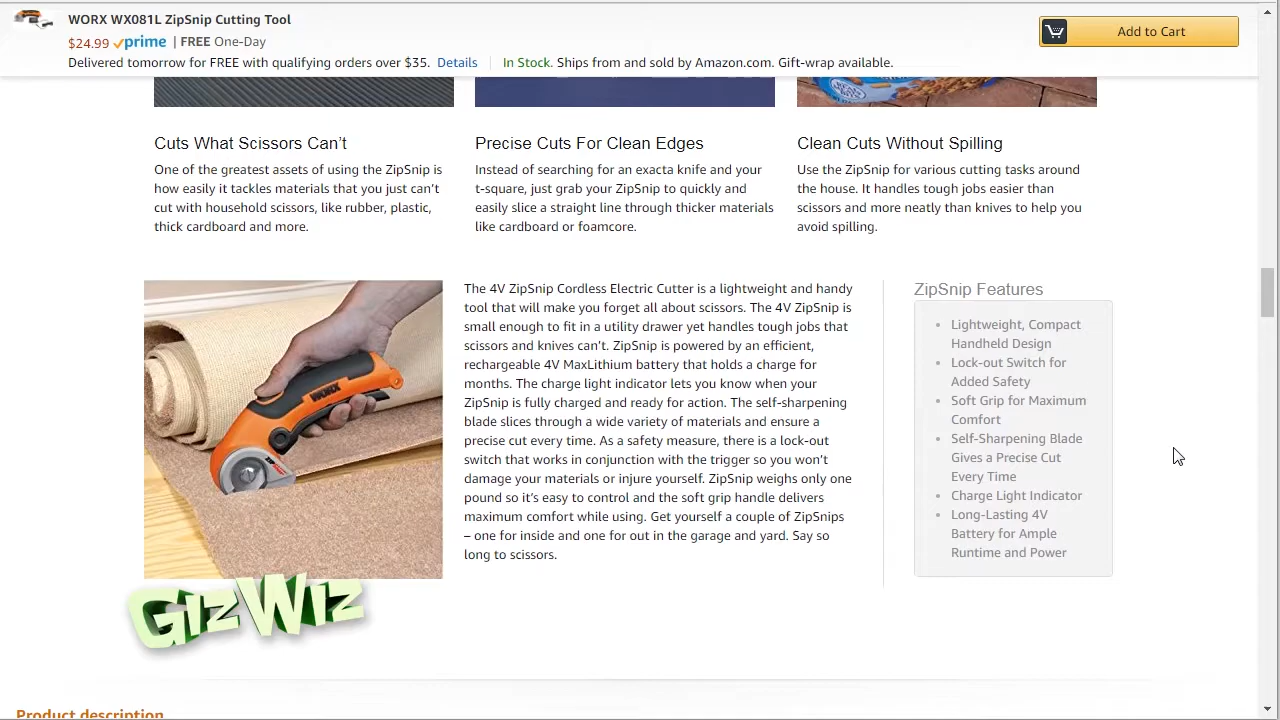 WORX WX081L ZipSnip Cutting Tool
$24.99 prime | FREE One-Day
Delivered tomorrow for FREE with qualifying orders over $35. Details
In Stock. Ships from and sold by Amazon.com. Gift-wrap available.
Add to Cart
Cuts What Scissors Can’t
One of the greatest assets of using the ZipSnip is
how easily it tackles materials that you just can’t
cut with household scissors, like rubber, plastic,
thick cardboard and more.
Precise Cuts For Clean Edges
Instead of searching for an exacta knife and your
t-square, just grab your ZipSnip to quickly and
easily slice a straight line through thicker materials
like cardboard or foamcore.
Clean Cuts Without Spilling
Use the ZipSnip for various cutting tasks around
the house. It handles tough jobs easier than
scissors and more neatly than knives to help you
avoid spilling.
WORX
The 4V ZipSnip Cordless Electric Cutter is a lightweight and handy
tool that will make you forget all about scissors. The 4V ZipSnip is
small enough to fit in a utility drawer yet handles tough jobs that
scissors and knives can’t. ZipSnip is powered by an efficient,
rechargeable 4V MaxLithium battery that holds a charge for
months. The charge light indicator lets you know when your
ZipSnip is fully charged and ready for action. The self-sharpening
blade slices through a wide variety of materials and ensure a
precise cut every time. As a safety measure, there is a lock-out
switch that works in conjunction with the trigger so you won’t
damage your materials or injure yourself. ZipSnip weighs only one
pound so it’s easy to control and the soft grip handle delivers
maximum comfort while using. Get yourself a couple of ZipSnips
– one for inside and one for out in the garage and yard. Say so
long to scissors.
ZipSnip Features
• Lightweight, Compact
Handheld Design
• Lock-out Switch for
Added Safety
• Soft Grip for Maximum
Comfort
• Self-Sharpening Blade
Gives a Precise Cut
Every Time
• Charge Light Indicator
• Long-Lasting 4V
Battery for Ample
Runtime and Power
GizWiz
Product description